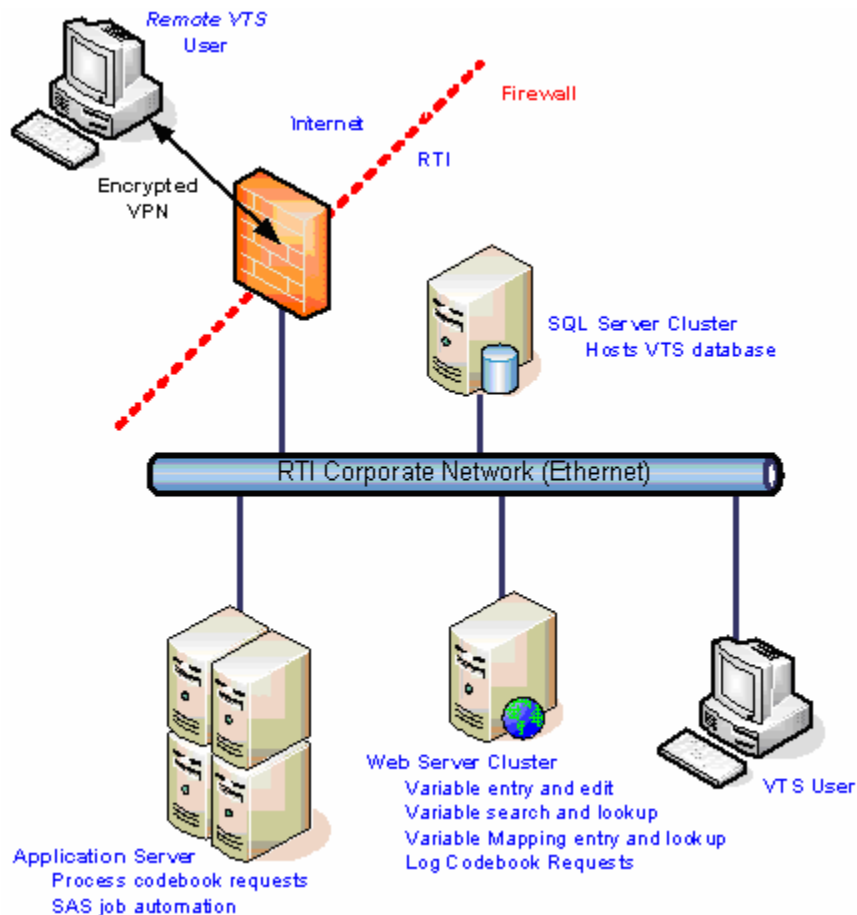 Remote VTS
User
Firewall
Internet
RTI
Encrypted
VPN
SQL Server Cluster
Hosts VTS database
RTI Corporate Network (Ethernet)
Web Server Cluster
Variable entry and edit
Variable search and lookup
Variable Mapping entry and lookup
Log Codebook Requests
VTS User
Application Server
Process codebook requests
SAS job automation